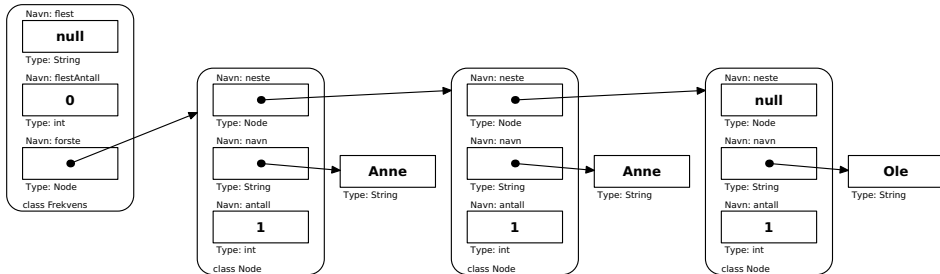 Navn: flest
null
Type: String
Navn: flestAntall
0
Type: int
Navn: forste
Type: Node
class Frekvens
Navn: neste
Type: Node
Navn: navn
Type: String
Anne
Type: String
Navn: antall
1
Type: int
class Node
Navn: neste
Type: Node
Navn: navn
Type: String
Anne
Type: String
Navn: antall
1
Type: int
class Node
Navn: neste
null
Type: Node
Navn: navn
Type: String
Ole
Type: String
Navn: antall
1
Type: int
class Node